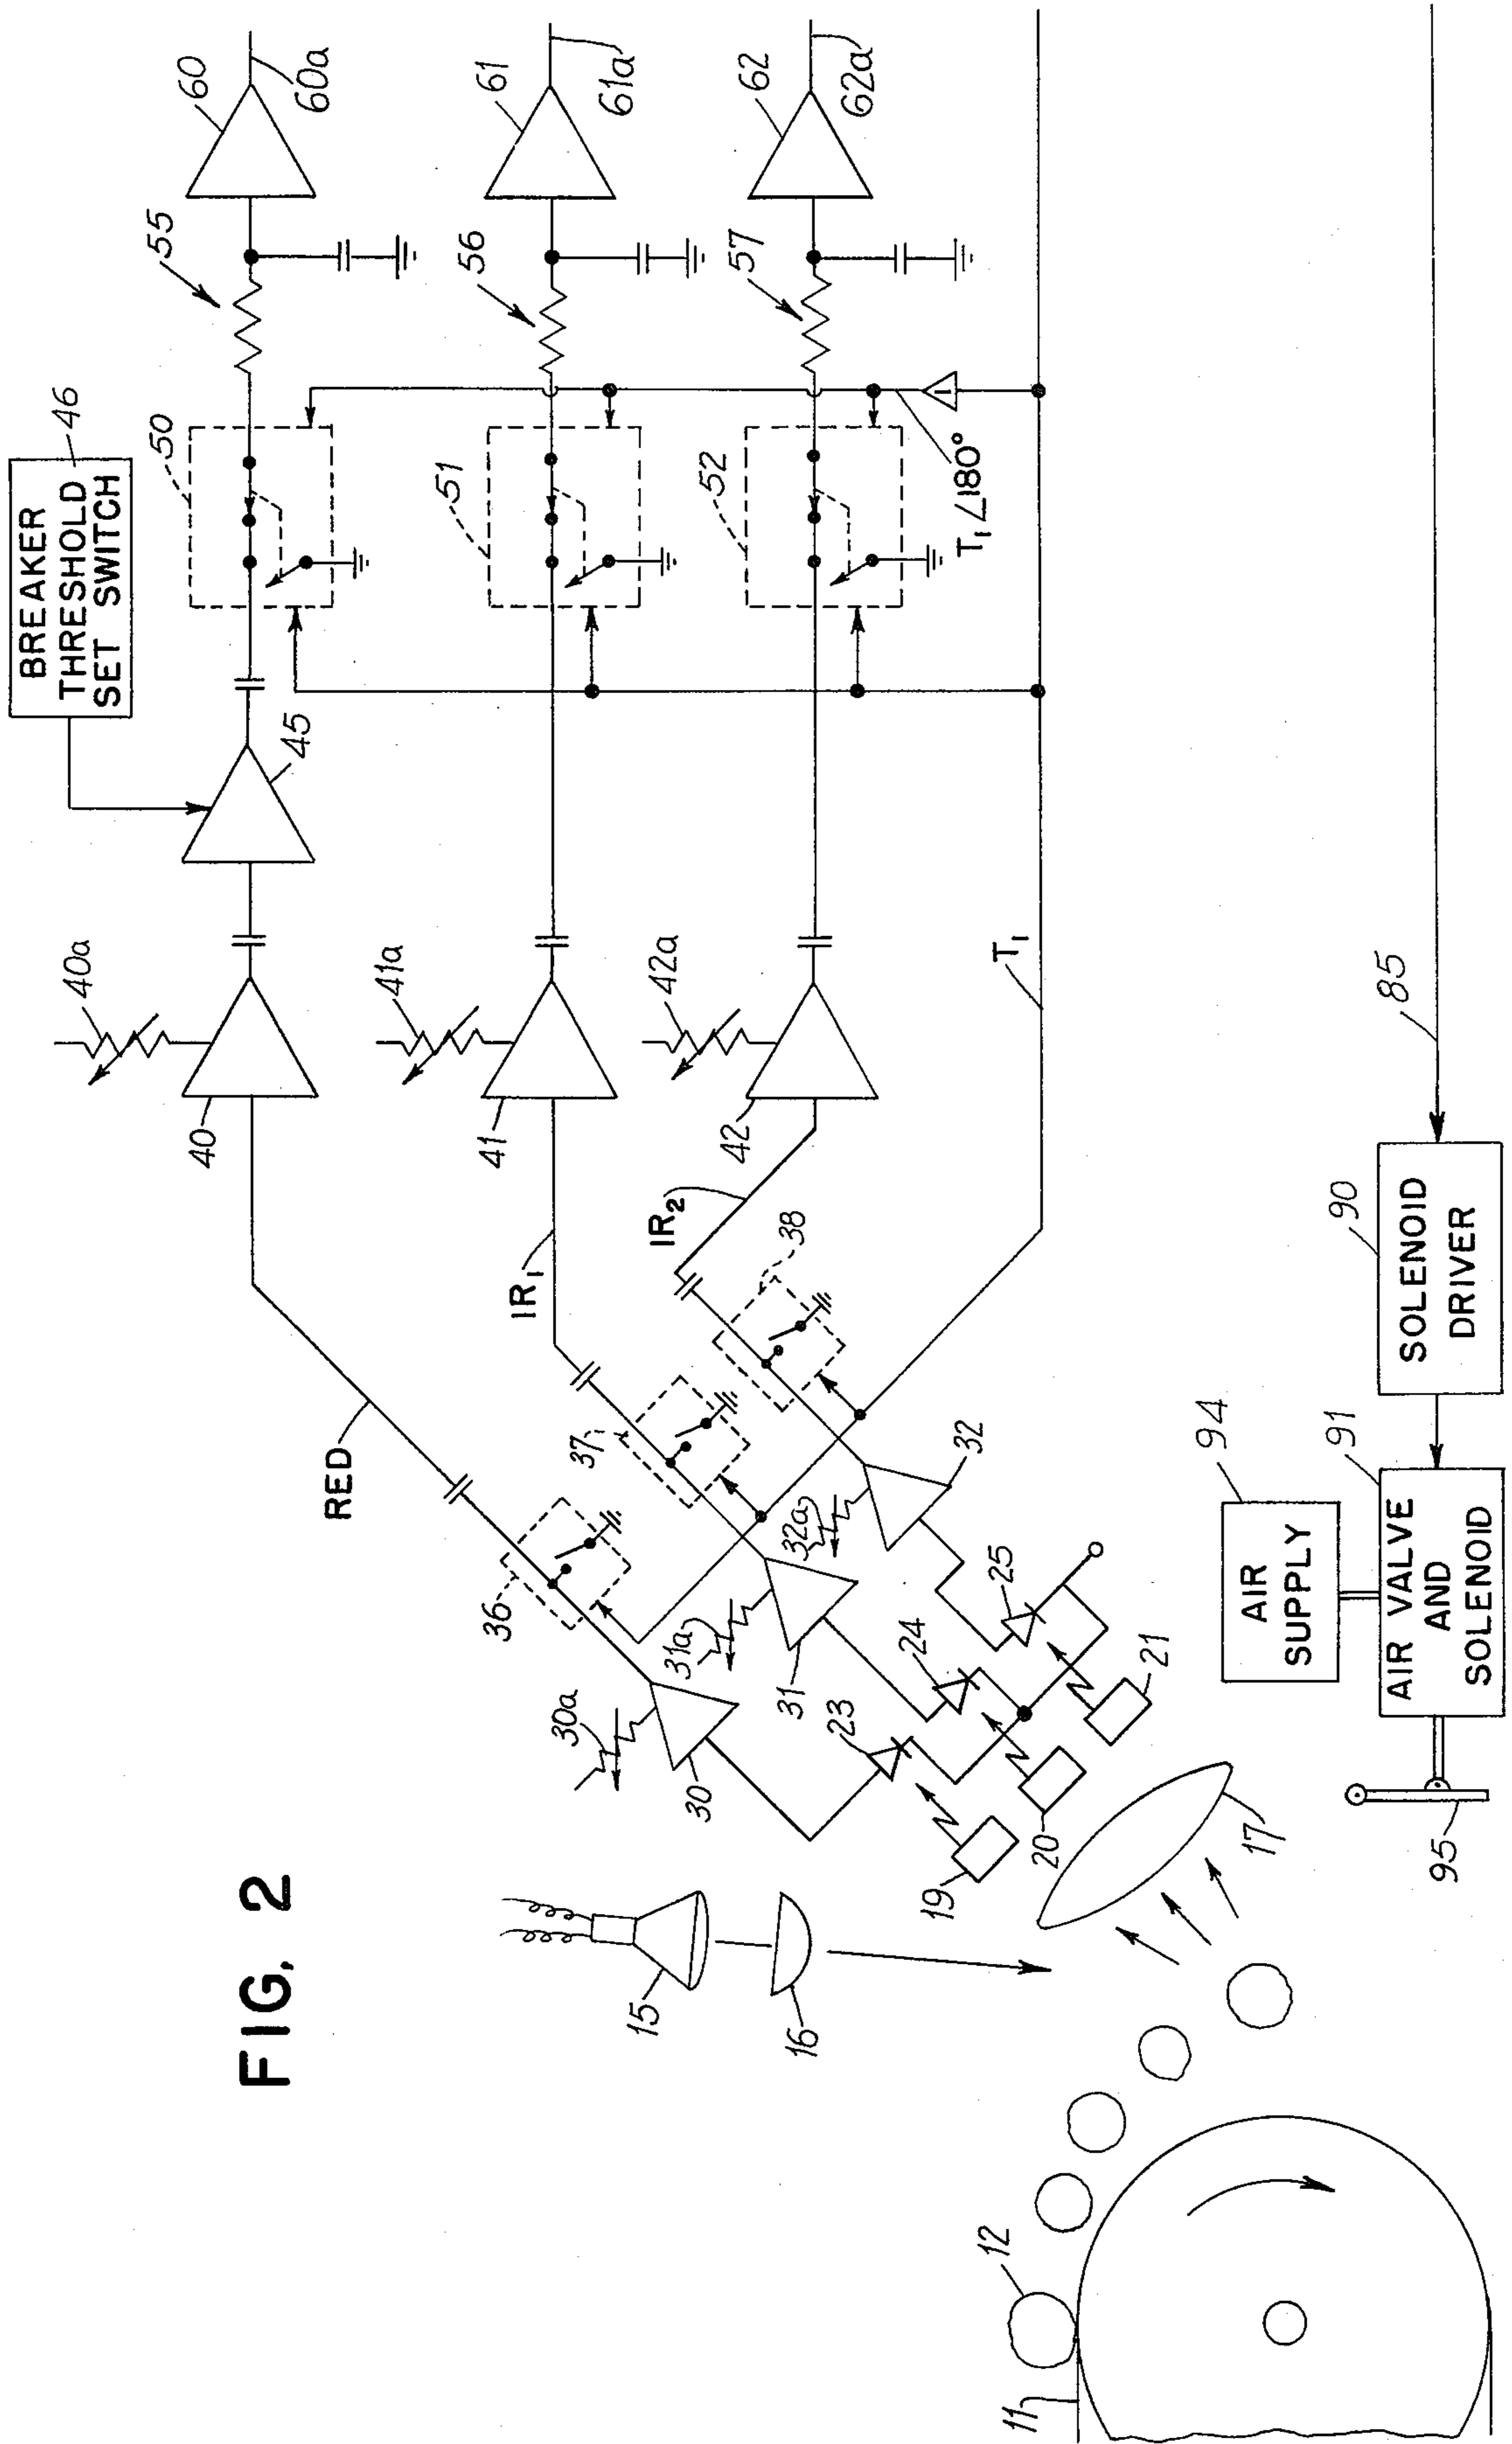 FIG. 2
BREAKER
THRESHOLD
SET SWITCH
46
40a
40
45
50
55
60
60a
RED
41a
41
51
56
61
61a
IR1
42a
42
52
57
62
62a
IR2
T1 ∠180°
T1
36
37
38
30a
30
31a
31
32a
32
23
24
25
19
20
21
15
16
17
12
11
85
SOLENOID
DRIVER
90
AIR
SUPPLY
94
AIR VALVE
AND
SOLENOID
91
95